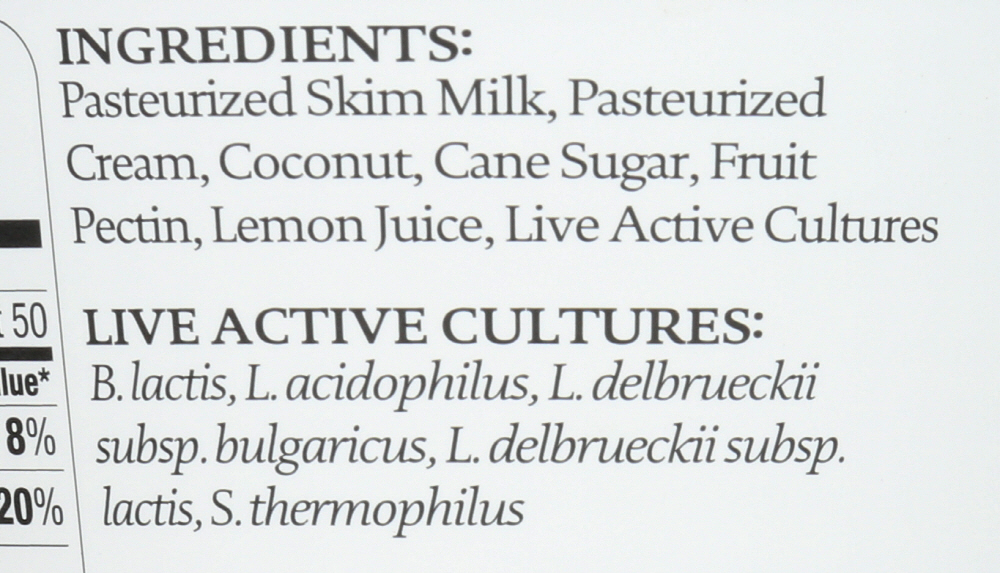 INGREDIENTS:
Pasteurized Skim Milk, Pasteurized
Cream, Coconut, Cane Sugar, Fruit
Pectin, Lemon Juice, Live Active Cultures
50
LIVE ACTIVE CULTURES:
lue*
B. lactis, L. acidophilus, L. delbrueckii
8%
subsp. bulgaricus, L. delbrueckii subsp.
20%
lactis, S. thermophilus